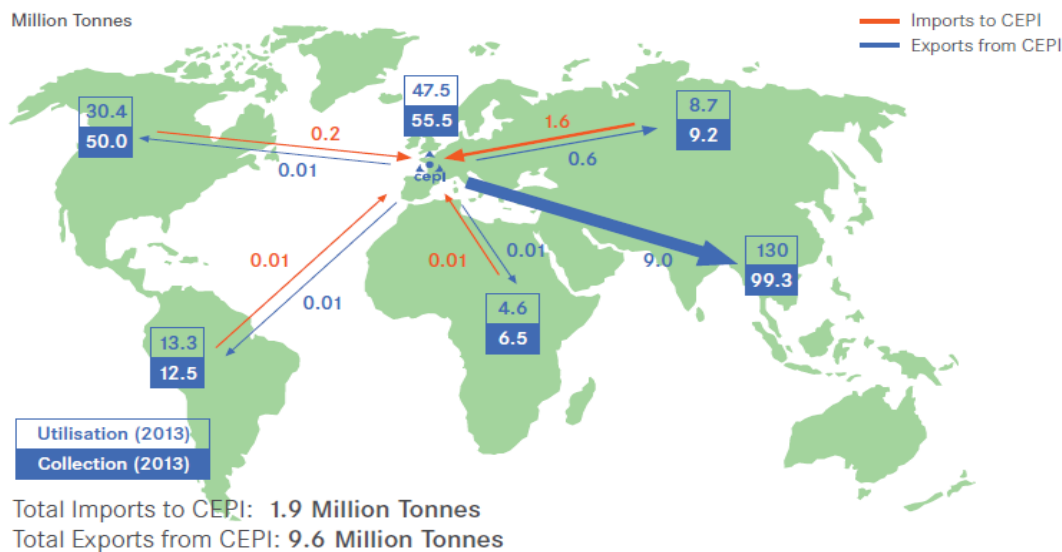 Million Tonnes
Imports to CEPI
Exports from CEPI
30.4
50.0
47.5
55.5
8.7
9.2
0.2
0.01
1.6
0.6
cepi
0.01
0.01
0.01
0.01
9.0
130
99.3
4.6
6.5
13.3
12.5
Utilisation (2013)
Collection (2013)
Total Imports to CEPI: 1.9 Million Tonnes
Total Exports from CEPI: 9.6 Million Tonnes